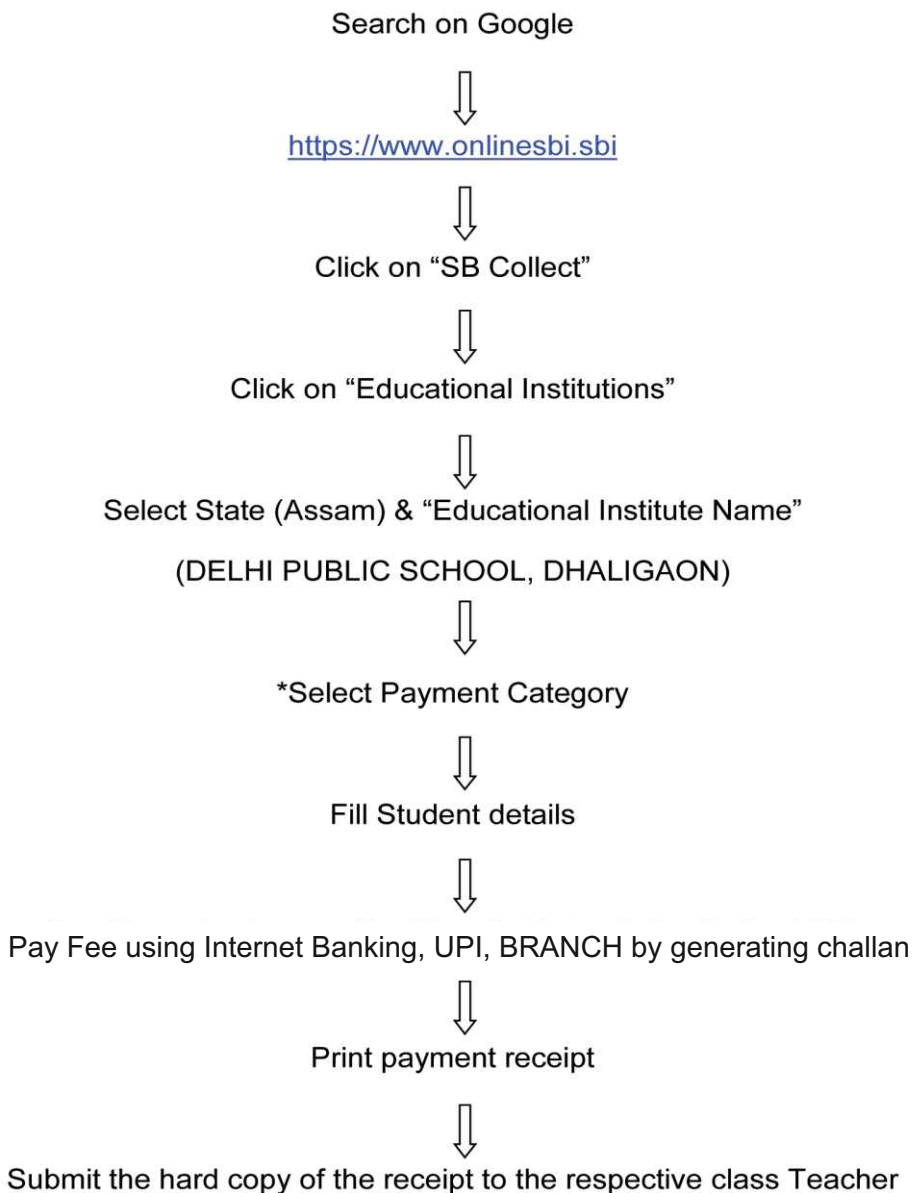 Search on Google
https://www.onlinesbi.sbi
Click on “SB Collect”
Click on “Educational Institutions”
Select State (Assam) & “Educational Institute Name”
(DELHI PUBLIC SCHOOL, DHALIGAON)
*Select Payment Category
Fill Student details
Pay Fee using Internet Banking, UPI, BRANCH by generating challan
Print payment receipt
Submit the hard copy of the receipt to the respective class Teacher